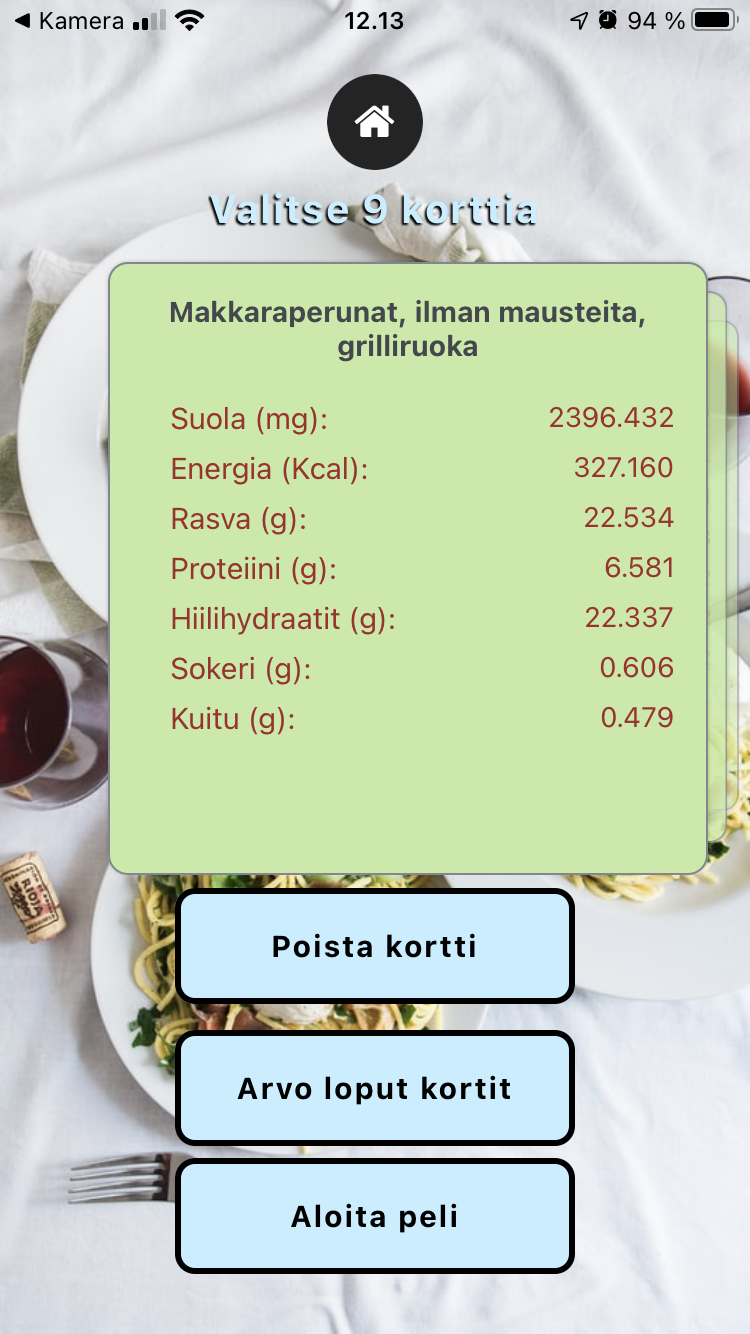 Kamera 12.13 94 %
Valitse 9 korttia
Makkaraperunat, ilman mausteita,
grilliruoka
Suola (mg): 2396.432
Energia (Kcal): 327.160
Rasva (g): 22.534
Proteiini (g): 6.581
Hiilihydraatit (g): 22.337
Sokeri (g): 0.606
Kuitu (g): 0.479
RIOJA
Poista kortti
Arvo loput kortit
Aloita peli